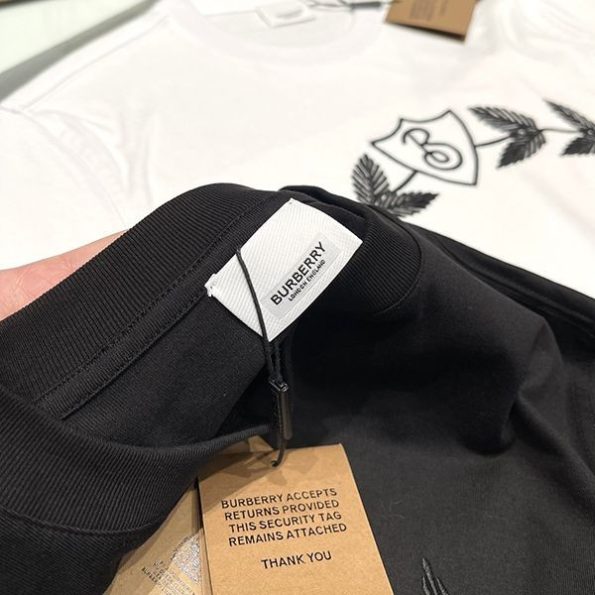 BURBERRY
LONDON ENGLAND
BURBERRY ACCEPTS
RETURNS PROVIDED
THIS SECURITY TAG
REMAINS ATTACHED
THANK YOU